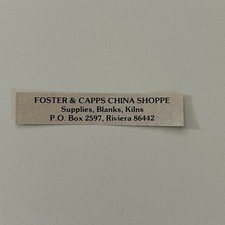 FOSTER & CAPPS CHINA SHOPPE
Supplies, Blanks, Kilns
P.O. Box 2597, Riviera 86442